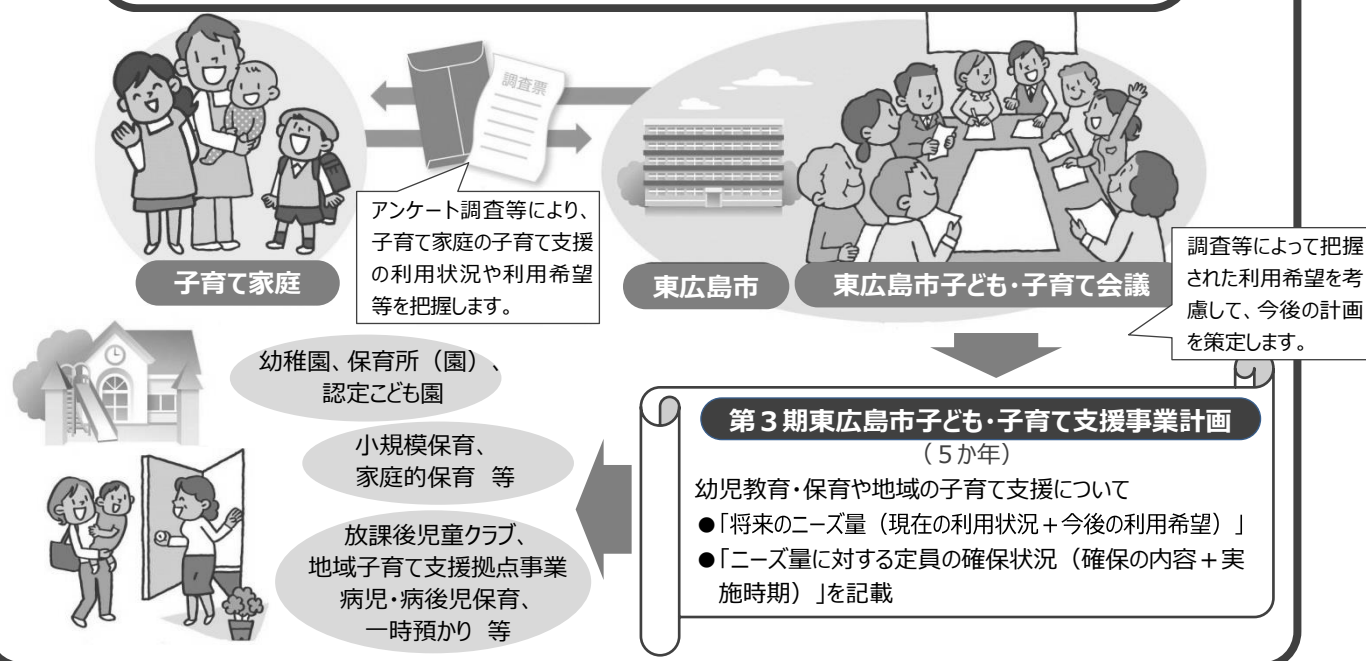 調査票
アンケート調査等により、
子育て家庭の子育て支援
の利用状況や利用希望
等を把握します。
子育て家庭
東広島市
東広島市子ども・子育て会議
調査等によって把握
された利用希望を考
慮して、今後の計画
を策定します。
幼稚園、保育所（園）、
認定こども園
小規模保育、
家庭的保育 等
放課後児童クラブ、
地域子育て支援拠点事業
病児・病後児保育、
一時預かり 等
第３期東広島市子ども・子育て支援事業計画
（５か年）
幼児教育・保育や地域の子育て支援について
●「将来のニーズ量（現在の利用状況＋今後の利用希望）」
●「ニーズ量に対する定員の確保状況（確保の内容＋実
施時期）」を記載